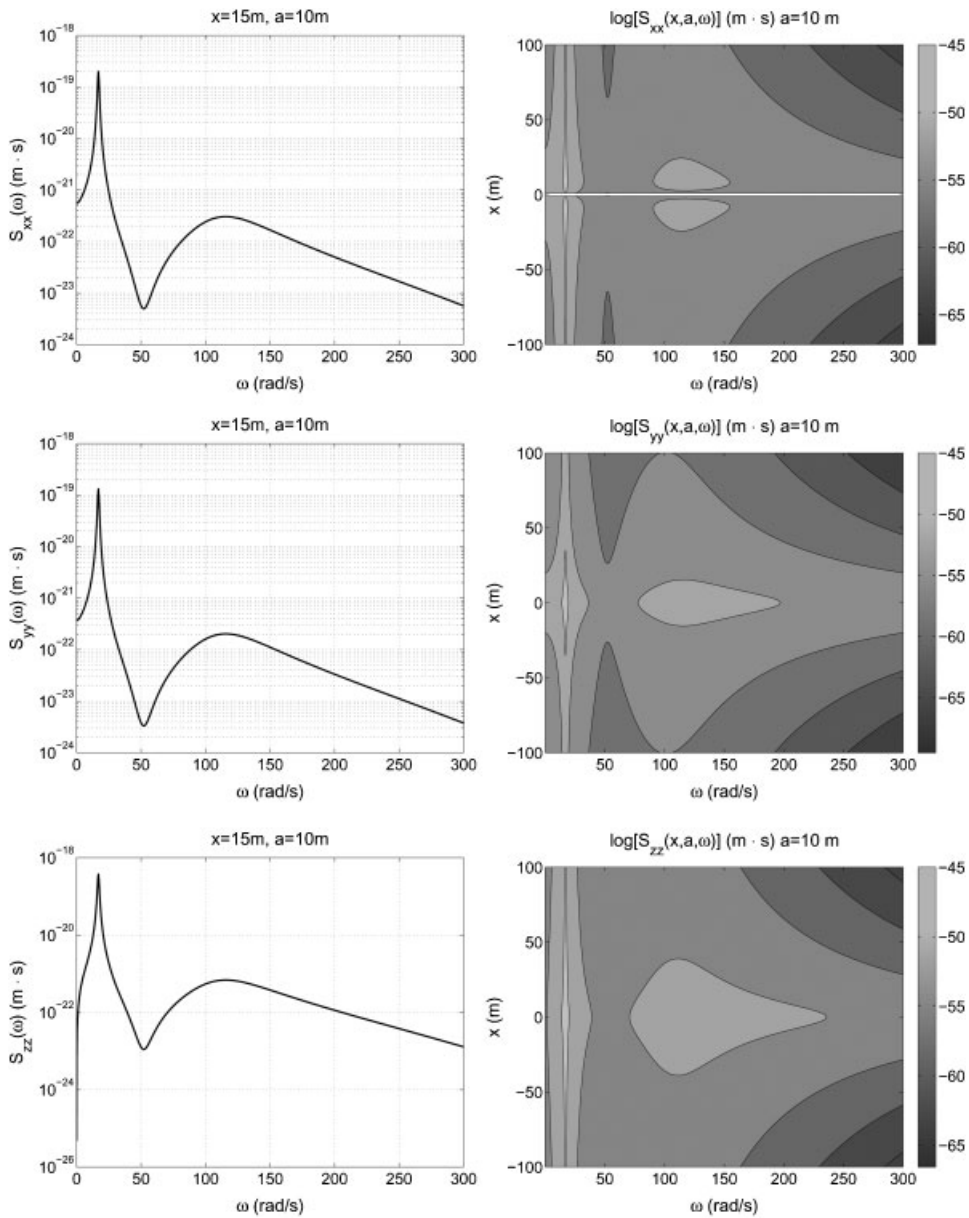 x=15m, a=10m
S_xx(ω) (m · s)
10^−18
10^−19
10^−20
10^−21
10^−22
10^−23
10^−24
0 50 100 150 200 250 300
ω (rad/s)
log[S_xx(x,a,ω)] (m · s) a=10 m
x (m)
100
50
0
−50
−100
50 100 150 200 250 300
ω (rad/s)
−45
−50
−55
−60
−65
x=15m, a=10m
S_yy(ω) (m · s)
10^−18
10^−19
10^−20
10^−21
10^−22
10^−23
10^−24
0 50 100 150 200 250 300
ω (rad/s)
log[S_yy(x,a,ω)] (m · s) a=10 m
x (m)
100
50
0
−50
−100
50 100 150 200 250 300
ω (rad/s)
−45
−50
−55
−60
−65
x=15m, a=10m
S_zz(ω) (m · s)
10^−18
10^−20
10^−22
10^−24
10^−26
0 50 100 150 200 250 300
ω (rad/s)
log[S_zz(x,a,ω)] (m · s) a=10 m
x (m)
100
50
0
−50
−100
50 100 150 200 250 300
ω (rad/s)
−45
−50
−55
−60
−65